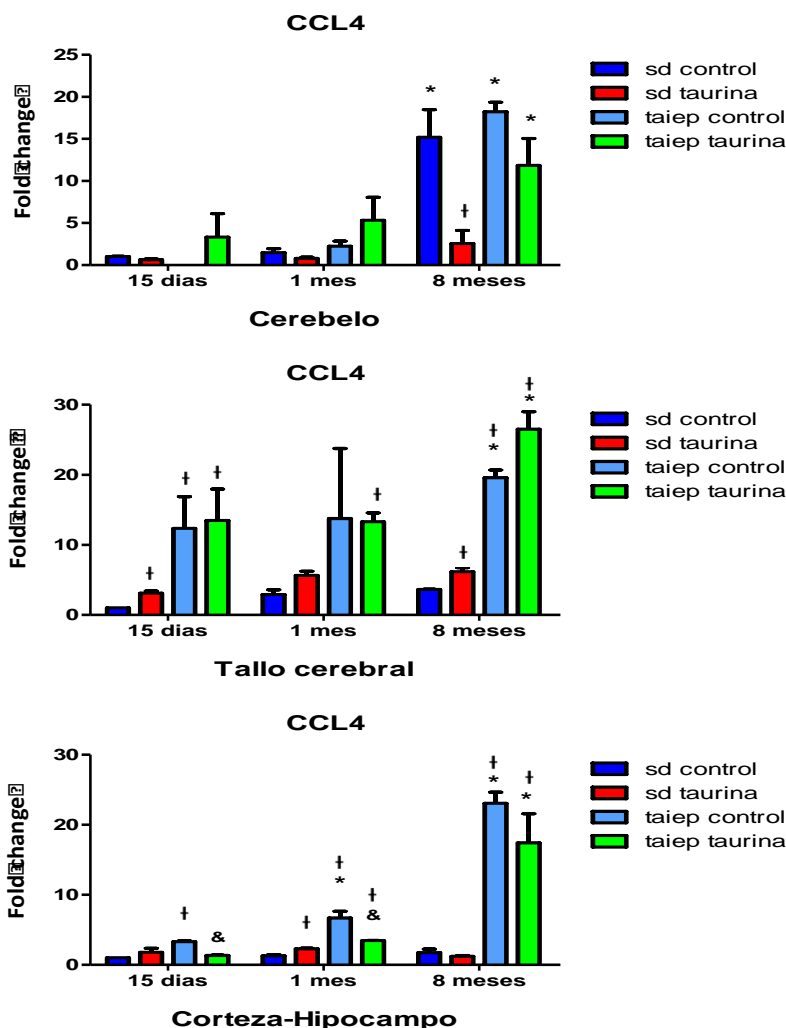 CCL4
25
20
15
10
5
0
Fold change
* * *
ƚ
15 dias 1 mes 8 meses
Cerebelo
sd control
sd taurina
taiep control
taiep taurina
CCL4
30
20
10
0
Fold change
ƚ ƚ ƚ
ƚ
ƚ ƚ ƚ
* *
15 dias 1 mes 8 meses
Tallo cerebral
sd control
sd taurina
taiep control
taiep taurina
CCL4
30
20
10
0
Fold change
ƚ &
ƚ ƚ ƚ
* &
ƚ ƚ
* *
15 dias 1 mes 8 meses
Corteza-Hipocampo
sd control
sd taurina
taiep control
taiep taurina